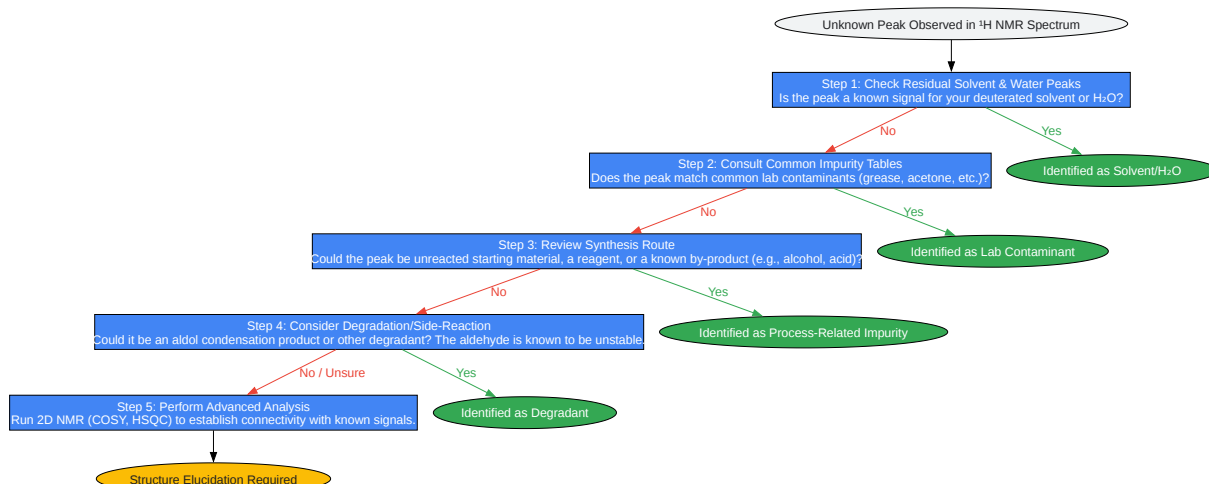 Unknown Peak Observed in ¹H NMR Spectrum
Step 1: Check Residual Solvent & Water Peaks
Is the peak a known signal for your deuterated solvent or H₂O?
No
Yes
Step 2: Consult Common Impurity Tables
Does the peak match common lab contaminants (grease, acetone, etc.)?
Identified as Solvent/H₂O
No
Yes
Step 3: Review Synthesis Route
Could the peak be unreacted starting material, a reagent, or a known by-product (e.g., alcohol, acid)?
Identified as Lab Contaminant
No
Yes
Step 4: Consider Degradation/Side-Reaction
Could it be an aldol condensation product or other degradant? The aldehyde is known to be unstable.
Identified as Process-Related Impurity
No / Unsure
Yes
Step 5: Perform Advanced Analysis
Run 2D NMR (COSY, HSQC) to establish connectivity with known signals.
Identified as Degradant
Structure Elucidation Required